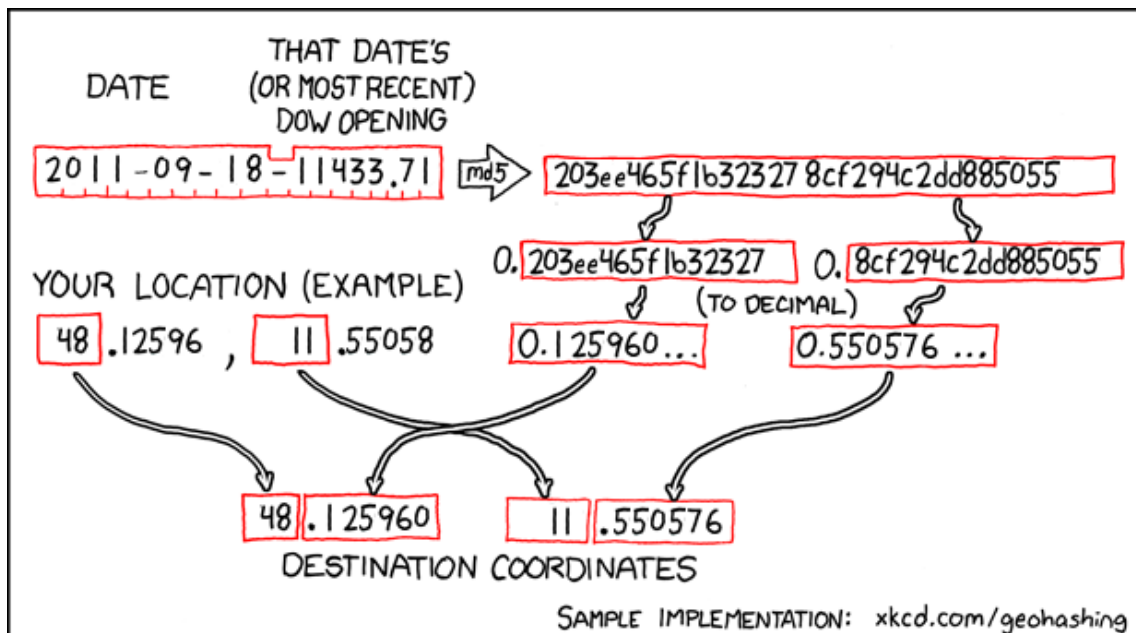 THAT DATE'S
DATE (OR MOST RECENT)
DOW OPENING
2011-09-18-11433.71 md5 203ee465f1b323278cf294c2dd885055
0.203ee465f1b32327 0.8cf294c2dd885055
YOUR LOCATION (EXAMPLE) (TO DECIMAL)
48.12596, 11.55058 0.125960... 0.550576...
48.125960 11.550576
DESTINATION COORDINATES
SAMPLE IMPLEMENTATION: xkcd.com/geohashing